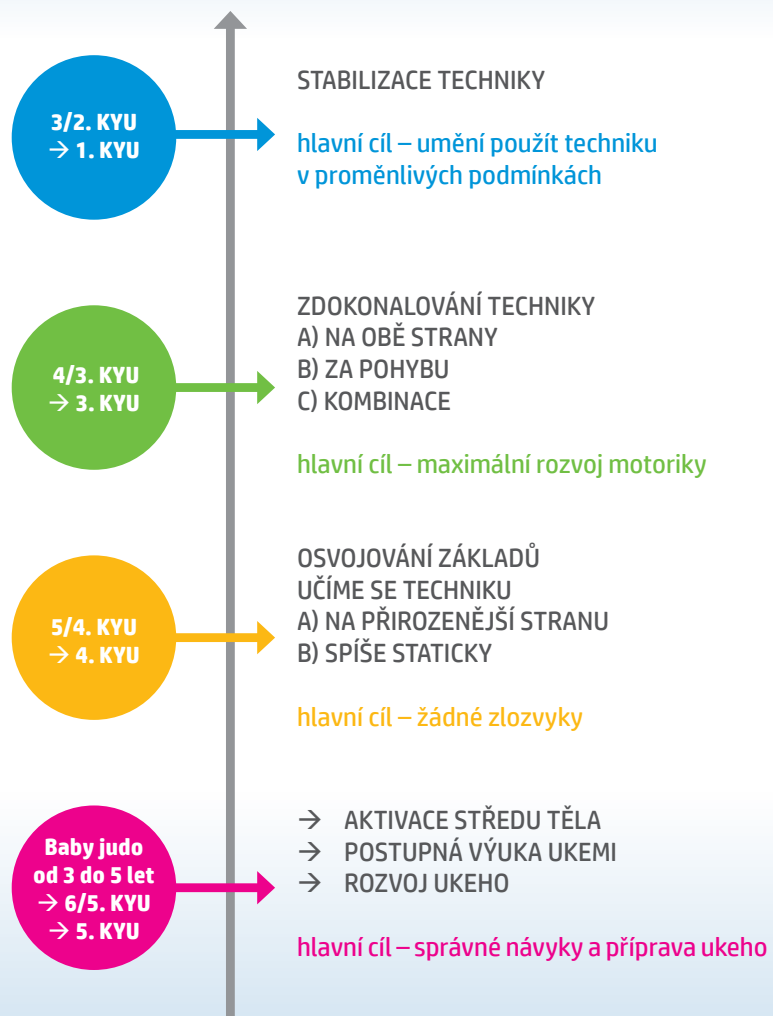 3/2. KYU
→ 1. KYU
STABILIZACE TECHNIKY
hlavní cíl – umění použít techniku
v proměnlivých podmínkách
4/3. KYU
→ 3. KYU
ZDOKONALOVÁNÍ TECHNIKY
A) NA OBĚ STRANY
B) ZA POHYBU
C) KOMBINACE
hlavní cíl – maximální rozvoj motoriky
5/4. KYU
→ 4. KYU
OSVOJOVÁNÍ ZÁKLADŮ
UČÍME SE TECHNIKU
A) NA PŘIROZENĚJŠÍ STRANU
B) SPÍŠE STATICKY
hlavní cíl – žádné zlozvyky
Baby judo
od 3 do 5 let
→ 6/5. KYU
→ 5. KYU
→ AKTIVACE STŘEDU TĚLA
→ POSTUPNÁ VÝUKA UKEMI
→ ROZVOJ UKEHO
hlavní cíl – správné návyky a příprava ukeho